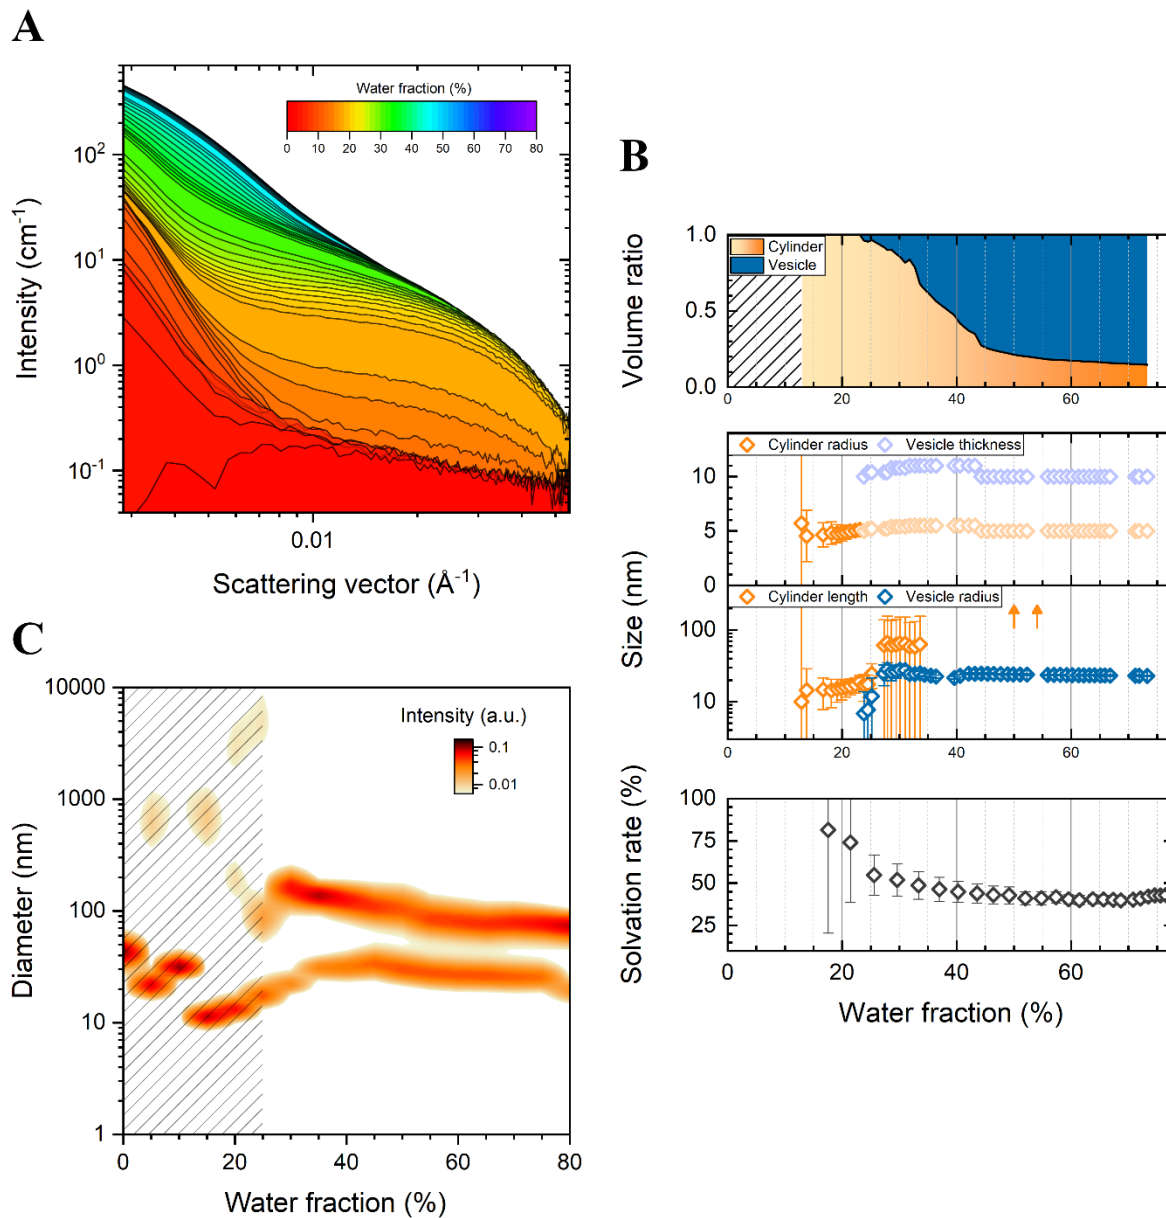 A
Intensity (cm⁻¹)
10²
10¹
10⁰
10⁻¹
Water fraction (%)
0 10 20 30 40 50 60 70 80
0.01
Scattering vector (Å⁻¹)
B
Volume ratio
1.0
0.5
0.0
Cylinder
Vesicle
0 20 40 60
Size (nm)
Cylinder radius Vesicle thickness
10
5
0
Cylinder length Vesicle radius
100
10
0 20 40 60
Solvation rate (%)
100
75
50
25
0 20 40 60
Water fraction (%)
C
Diameter (nm)
10000
1000
100
10
1
Intensity (a.u.)
0.1
0.01
0 20 40 60 80
Water fraction (%)